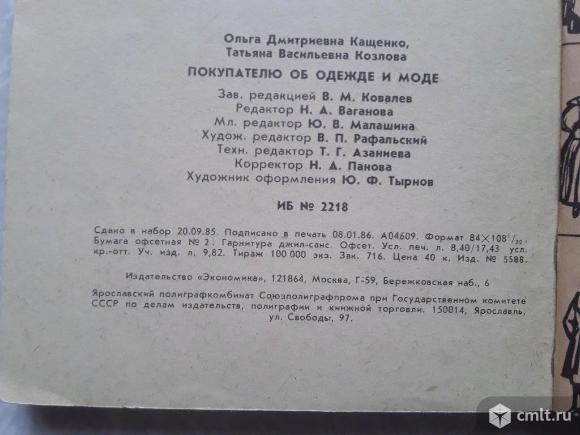 Ольга Дмитриевна Кащенко,
Татьяна Васильевна Козлова
ПОКУПАТЕЛЮ ОБ ОДЕЖДЕ И МОДЕ
Зав. редакцией В. М. Ковалев
Редактор Н. А. Ваганова
Мл. редактор Ю. В. Малашина
Худож. редактор В. П. Рафальский
Техн. редактор Т. Г. Азаниева
Корректор Н. Д. Панова
Художник оформления Ю. Ф. Тырнов
ИБ № 2218
Сдано в набор 20.09.85. Подписано в печать 08.01.86. А04609. Формат 84×108 1/32.
Бумага офсетная № 2. Гарнитура джил-санс. Офсет. Усл. печ. л. 8,40/17,43 усл.
кр.-отт. Уч. изд. л. 9,82. Тираж 100 000 экз. Зак. 716. Цена 40 к. Изд. № 5588.
Издательство «Экономика», 121864, Москва, Г-59, Бережковская наб., 6
Ярославский полиграфкомбинат Союзполиграфпрома при Государственном комитете
СССР по делам издательств, полиграфии и книжной торговли. 150014, Ярославль,
ул. Свободы, 97.
cmlt.ru